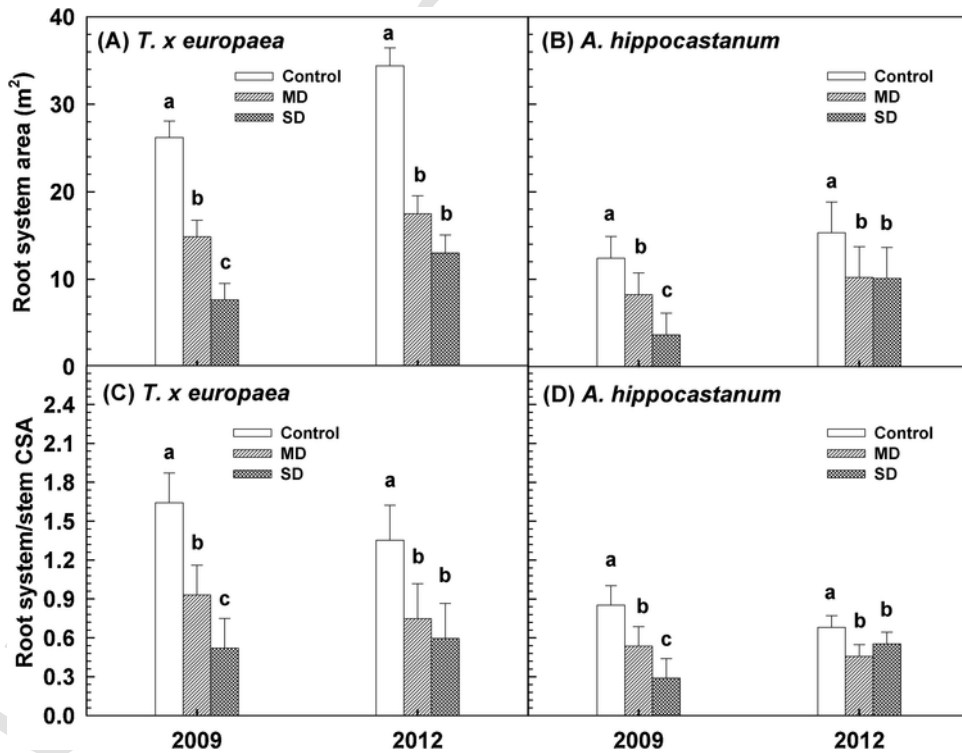 (A) T. x europaea
Control
MD
SD
a
b
c
a
b
b
(B) A. hippocastanum
Control
MD
SD
a
b
c
a
b
b
Root system area (m²)
40
30
20
10
0
(C) T. x europaea
Control
MD
SD
a
b
c
a
b
b
(D) A. hippocastanum
Control
MD
SD
a
b
c
a
b
b
Root system/stem CSA
2.4
2.1
1.8
1.5
1.2
0.9
0.6
0.3
0.0
2009 2012 2009 2012